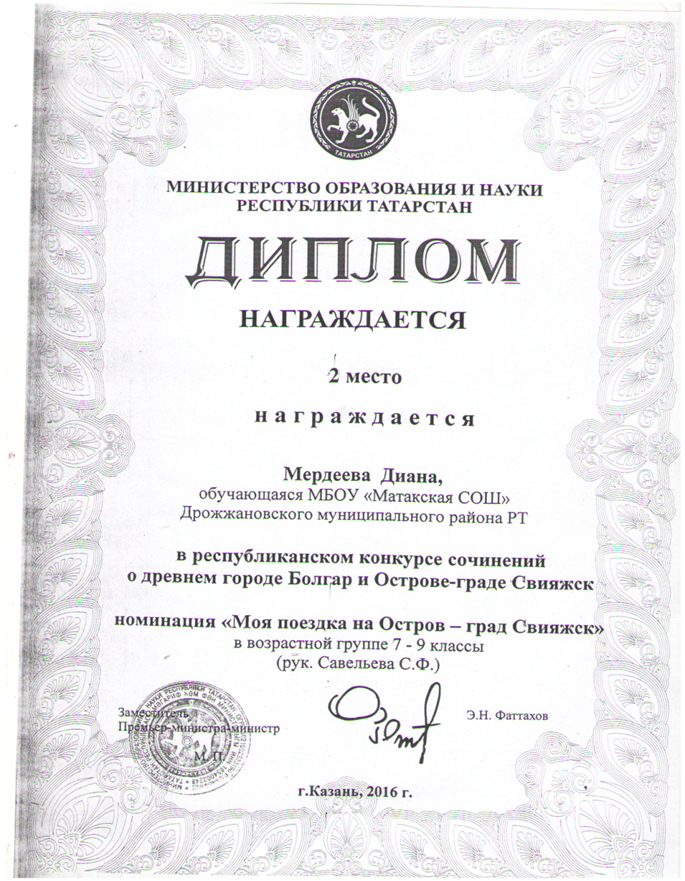 ТАТАРСТАН
МИНИСТЕРСТВО ОБРАЗОВАНИЯ И НАУКИ
РЕСПУБЛИКИ ТАТАРСТАН
ДИПЛОМ
НАГРАЖДАЕТСЯ
2 место
н а г р а ж д а е т с я
Мердеева Диана,
обучающаяся МБОУ «Матакская СОШ»
Дрожжановского муниципального района РТ
в республиканском конкурсе сочинений
о древнем городе Болгар и Острове-граде Свияжск
номинация «Моя поездка на Остров – град Свияжск»
в возрастной группе 7 - 9 классы
(рук. Савельева С.Ф.)
Заместитель
Премьер-министра-министр
Э.Н. Фаттахов
М. П.
г.Казань, 2016 г.